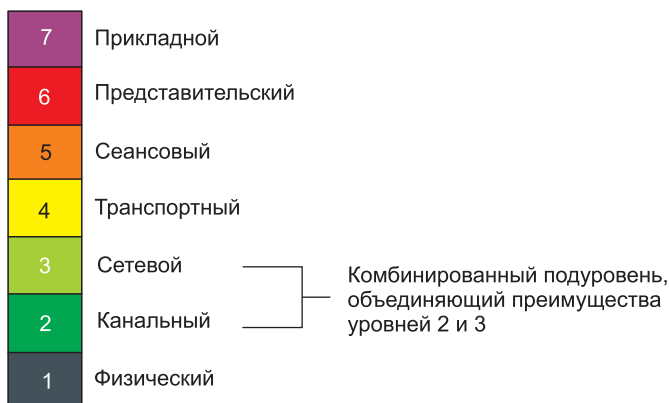 7 Прикладной
6 Представительский
5 Сеансовый
4 Транспортный
3 Сетевой
2 Канальный
1 Физический
Комбинированный подуровень,
объединяющий преимущества
уровней 2 и 3